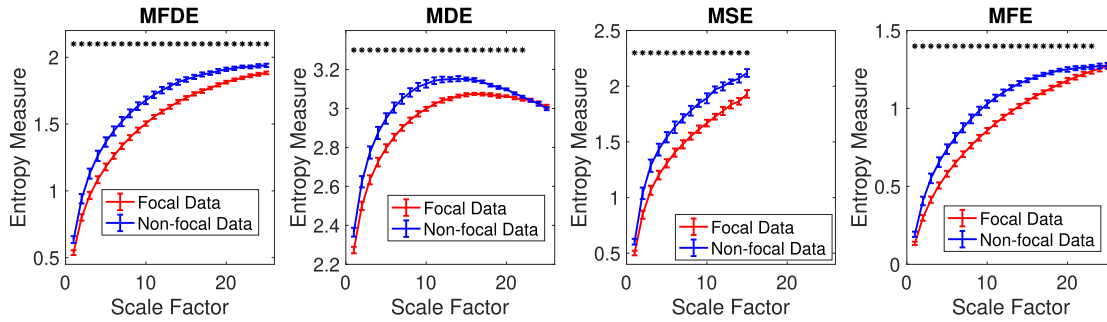 MFDE
2
1.5
1
0.5
0
10
20
Entropy Measure
Scale Factor
Focal Data
Non-focal Data
MDE
3.2
3
2.8
2.6
2.4
2.2
0
10
20
Entropy Measure
Scale Factor
Focal Data
Non-focal Data
MSE
2.5
2
1.5
1
0.5
0
10
20
Entropy Measure
Scale Factor
Focal Data
Non-focal Data
MFE
1.5
1
0.5
0
0
10
20
Entropy Measure
Scale Factor
Focal Data
Non-focal Data